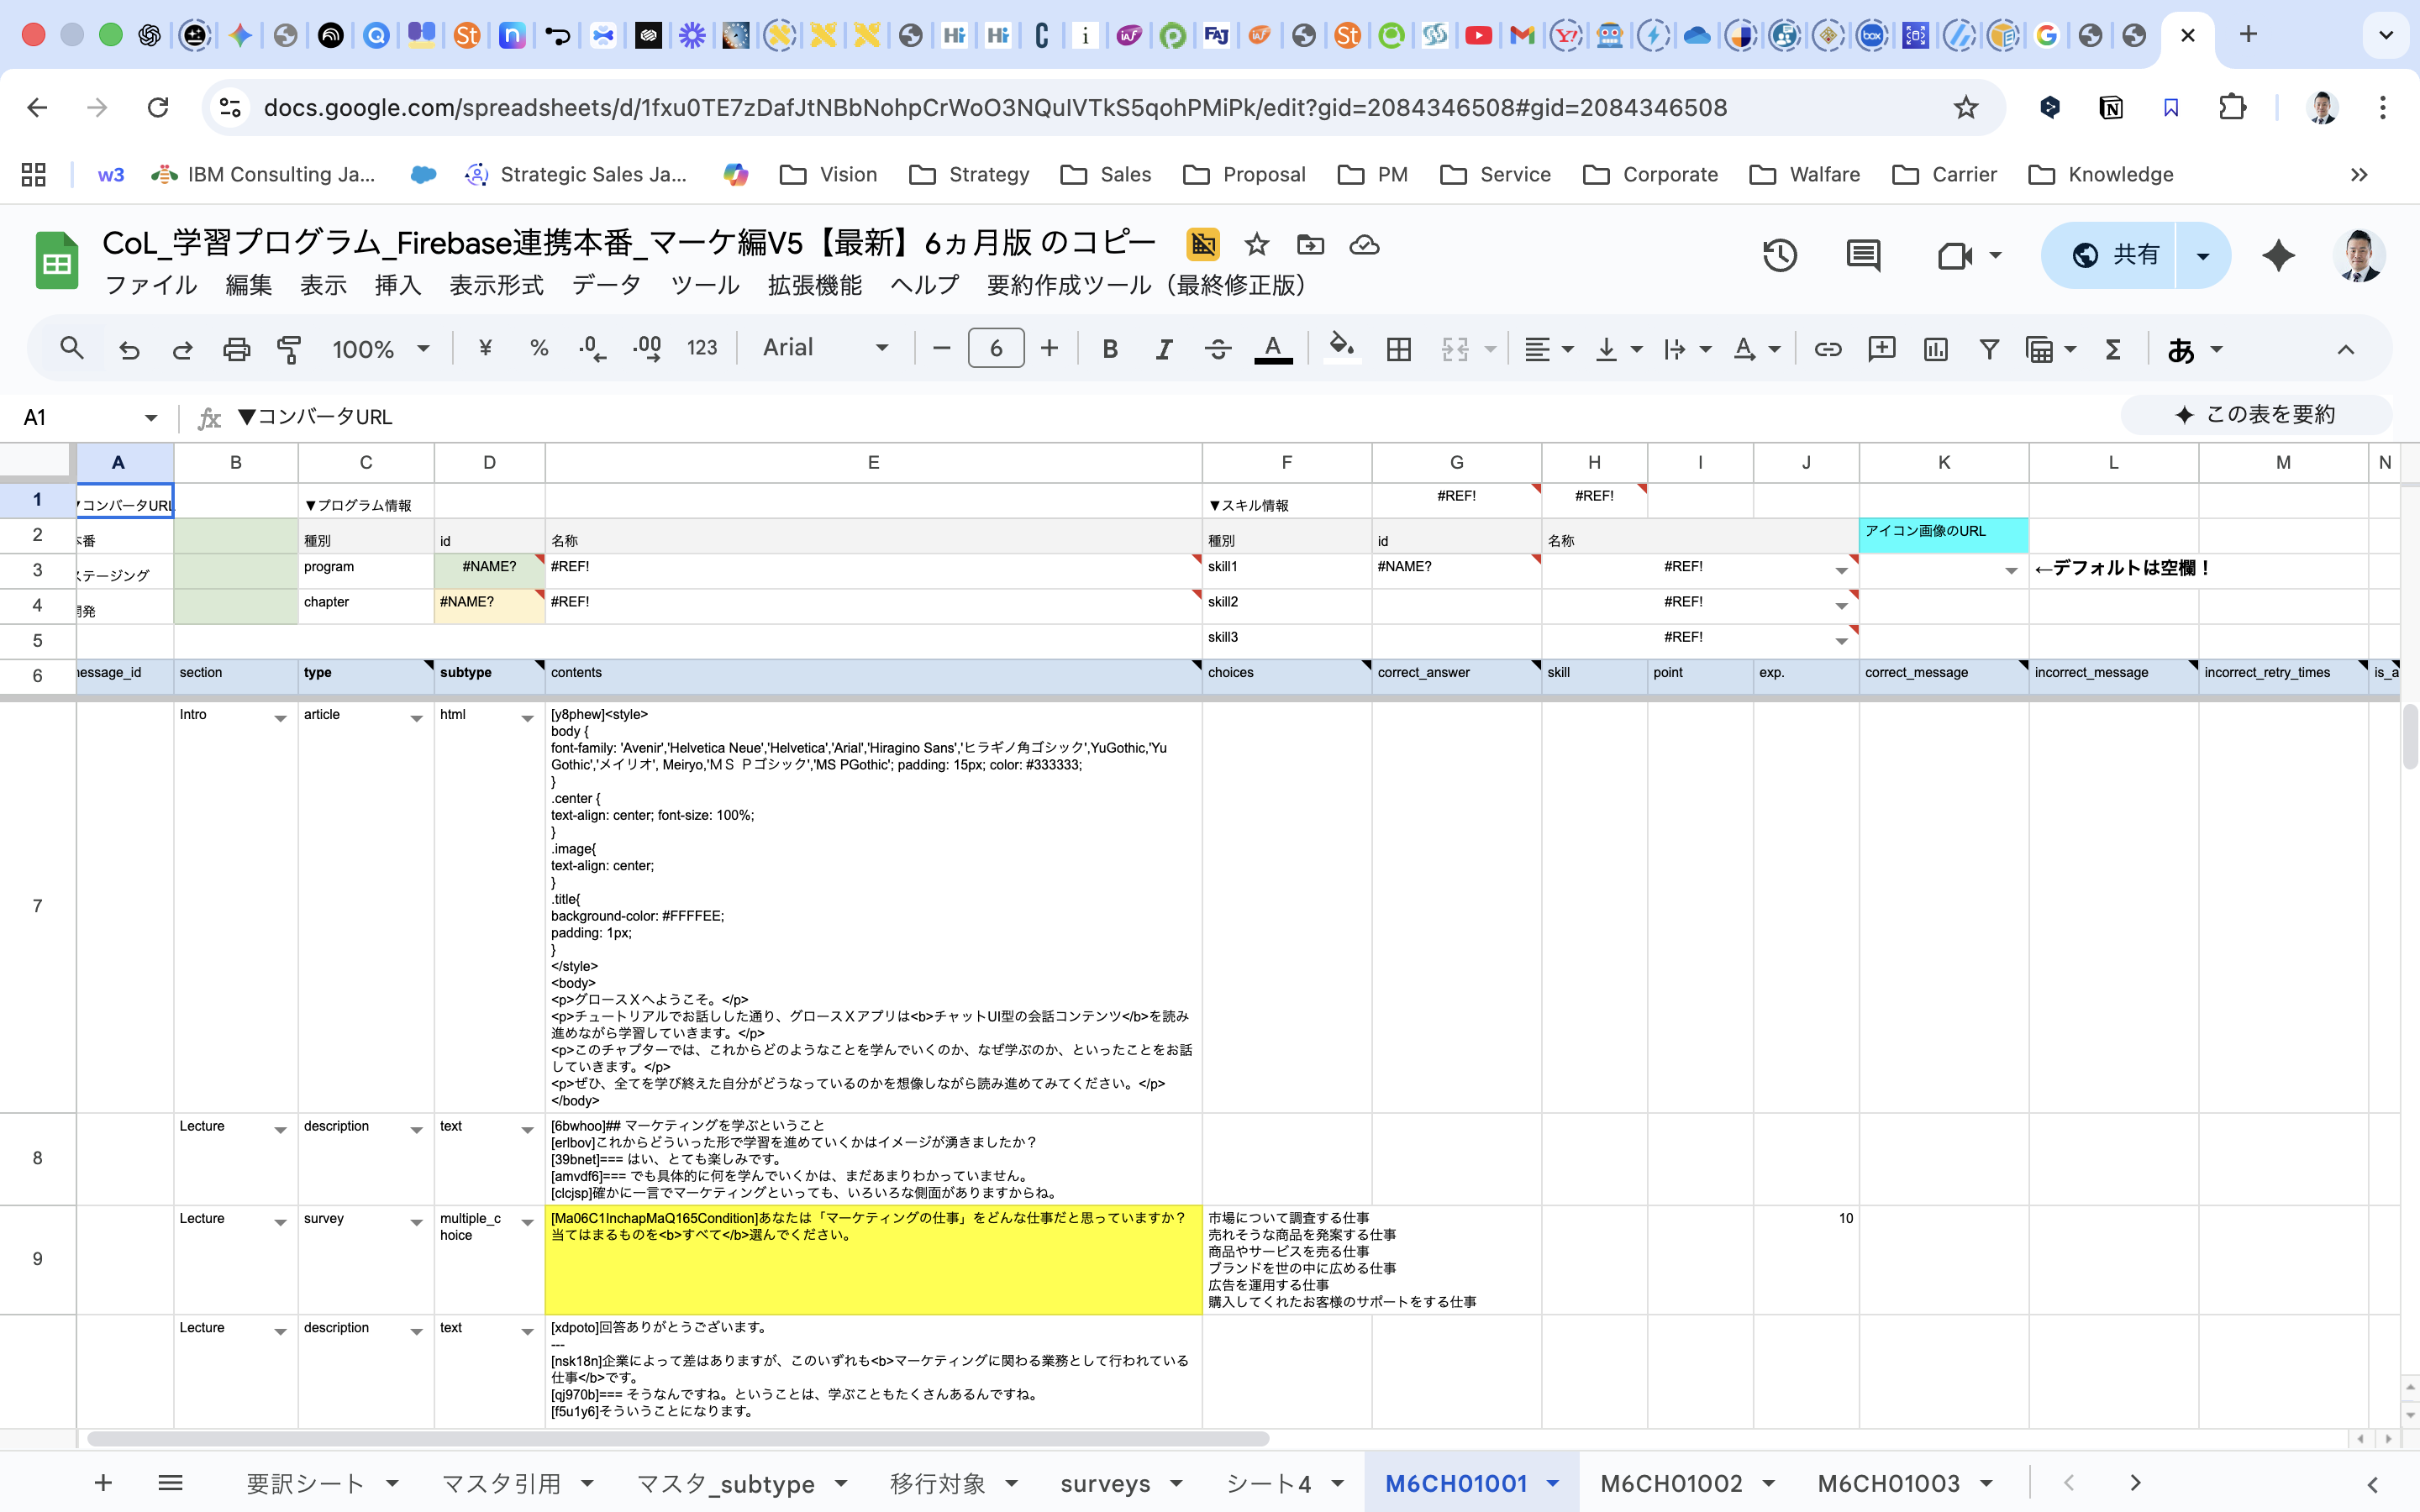 docs.google.com/spreadsheets/d/1fxu0TE7zDafJtNBbNohpCrWoO3NQuIVTkS5qohPMiPk/edit?gid=2084346508#gid=2084346508
w3 IBM Consulting Ja... Strategic Sales Ja... Vision Strategy Sales Proposal PM Service Corporate Walfare Carrier Knowledge
CoL_学習プログラム_Firebase連携本番_マーケ編V5【最新】6ヵ月版 のコピー
共有
ファイル 編集 表示 挿入 表示形式 データ ツール 拡張機能 ヘルプ 要約作成ツール（最終修正版）
100% ¥ % .0 .00 123 Arial 6 B I A あ
A1 ▼コンバータURL この表を要約
A B C D E F G H I J K L M N
1 ▼コンバータURL ▼プログラム情報 ▼スキル情報 #REF! #REF!
2 本番 種別 id 名称 種別 id 名称 アイコン画像のURL
3 ステージング program #NAME? #REF! skill1 #NAME? #REF! ←デフォルトは空欄！
4 開発 chapter #NAME? #REF! skill2 #REF!
5 skill3 #REF!
6 message_id section type subtype contents choices correct_answer skill point exp. correct_message incorrect_message incorrect_retry_times is_a
7 Intro article html [y8phew]<style>
body {
font-family: 'Avenir','Helvetica Neue','Helvetica','Arial','Hiragino Sans','ヒラギノ角ゴシック',YuGothic,'Yu
Gothic','メイリオ', Meiryo,'ＭＳ Ｐゴシック','MS PGothic'; padding: 15px; color: #333333;
}
.center {
text-align: center; font-size: 100%;
}
.image{
text-align: center;
}
.title{
background-color: #FFFFEE;
padding: 1px;
}
</style>
<body>
<p>グロースＸへようこそ。</p>
<p>チュートリアルでお話しした通り、グロースＸアプリは<b>チャットUI型の会話コンテンツ</b>を読み
進めながら学習していきます。</p>
<p>このチャプターでは、これからどのようなことを学んでいくのか、なぜ学ぶのか、といったことをお話
していきます。</p>
<p>ぜひ、全てを学び終えた自分がどうなっているのかを想像しながら読み進めてみてください。</p>
</body>
8 Lecture description text [6bwhoo]## マーケティングを学ぶということ
[erlbov]これからどういった形で学習を進めていくかはイメージが湧きましたか？
[39bnet]=== はい、とても楽しみです。
[amvdf6]=== でも具体的に何を学んでいくかは、まだあまりわかっていません。
[clcjsp]確かに一言でマーケティングといっても、いろいろな側面がありますからね。
9 Lecture survey multiple_c
hoice
[Ma06C1InchapMaQ165Condition]あなたは「マーケティングの仕事」をどんな仕事だと思っていますか？
当てはまるものを<b>すべて</b>選んでください。
市場について調査する仕事
売れそうな商品を発案する仕事
商品やサービスを売る仕事
ブランドを世の中に広める仕事
広告を運用する仕事
購入してくれたお客様のサポートをする仕事
10
Lecture description text [xdpoto]回答ありがとうございます。
---
[nsk18n]企業によって差はありますが、このいずれも<b>マーケティングに関わる業務として行われている
仕事</b>です。
[qj970b]=== そうなんですね。ということは、学ぶこともたくさんあるんですね。
[f5u1y6]そういうことになります。
要訳シート マスタ引用 マスタ_subtype 移行対象 surveys シート4 M6CH01001 M6CH01002 M6CH01003